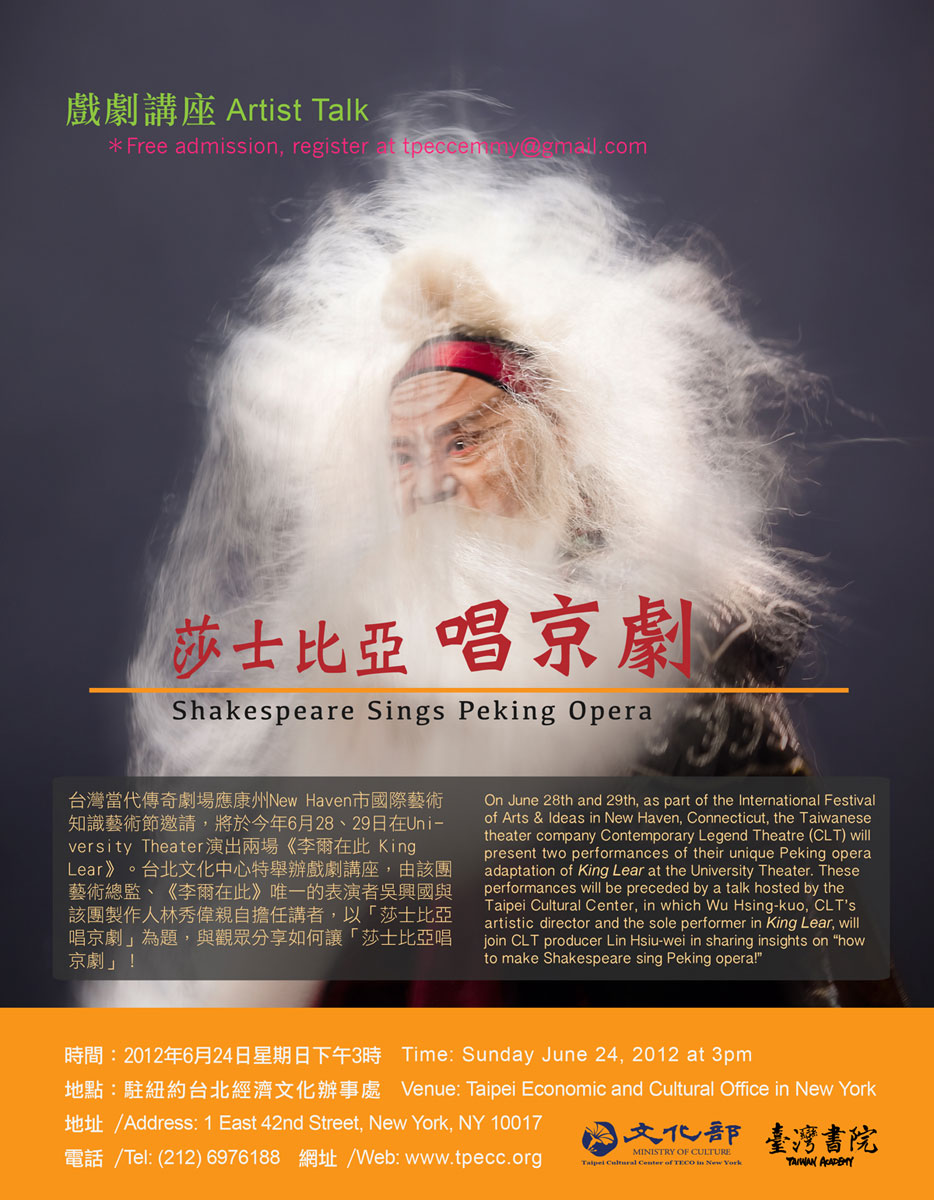 戲劇講座 Artist Talk
＊Free admission, register at tpeccemmy@gmail.com
莎士比亞 唱京劇
Shakespeare Sings Peking Opera
台灣當代傳奇劇場應康州New Haven市國際藝術
知識藝術節邀請，將於今年6月28、29日在Uni-
versity Theater演出兩場《李爾在此 King
Lear》。台北文化中心特舉辦戲劇講座，由該團
藝術總監、《李爾在此》唯一的表演者吳興國與
該團製作人林秀偉親自擔任講者，以「莎士比亞
唱京劇」為題，與觀眾分享如何讓「莎士比亞唱
京劇」！
On June 28th and 29th, as part of the International Festival
of Arts & Ideas in New Haven, Connecticut, the Taiwanese
theater company Contemporary Legend Theatre (CLT) will
present two performances of their unique Peking opera
adaptation of King Lear at the University Theater. These
performances will be preceded by a talk hosted by the
Taipei Cultural Center, in which Wu Hsing-kuo, CLT's
artistic director and the sole performer in King Lear, will
join CLT producer Lin Hsiu-wei in sharing insights on “how
to make Shakespeare sing Peking opera!”
時間：2012年6月24日星期日下午3時 Time: Sunday June 24, 2012 at 3pm
地點：駐紐約台北經濟文化辦事處 Venue: Taipei Economic and Cultural Office in New York
地址 /Address: 1 East 42nd Street, New York, NY 10017
電話 /Tel: (212) 6976188 網址 /Web: www.tpecc.org
文化部
MINISTRY OF CULTURE
Taipei Cultural Center of TECO in New York
臺灣書院
TAIWAN ACADEMY